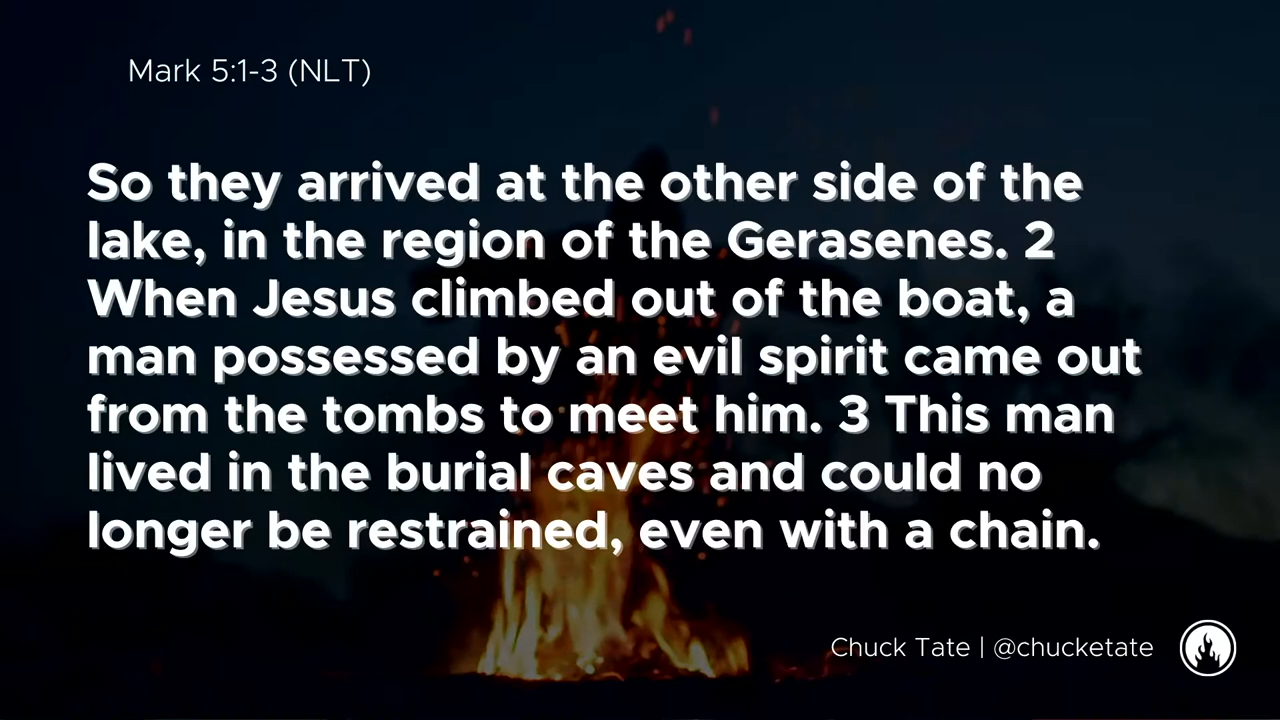 Mark 5:1-3 (NLT)
So they arrived at the other side of the
lake, in the region of the Gerasenes. 2
When Jesus climbed out of the boat, a
man possessed by an evil spirit came out
from the tombs to meet him. 3 This man
lived in the burial caves and could no
longer be restrained, even with a chain.
Chuck Tate | @chucketate